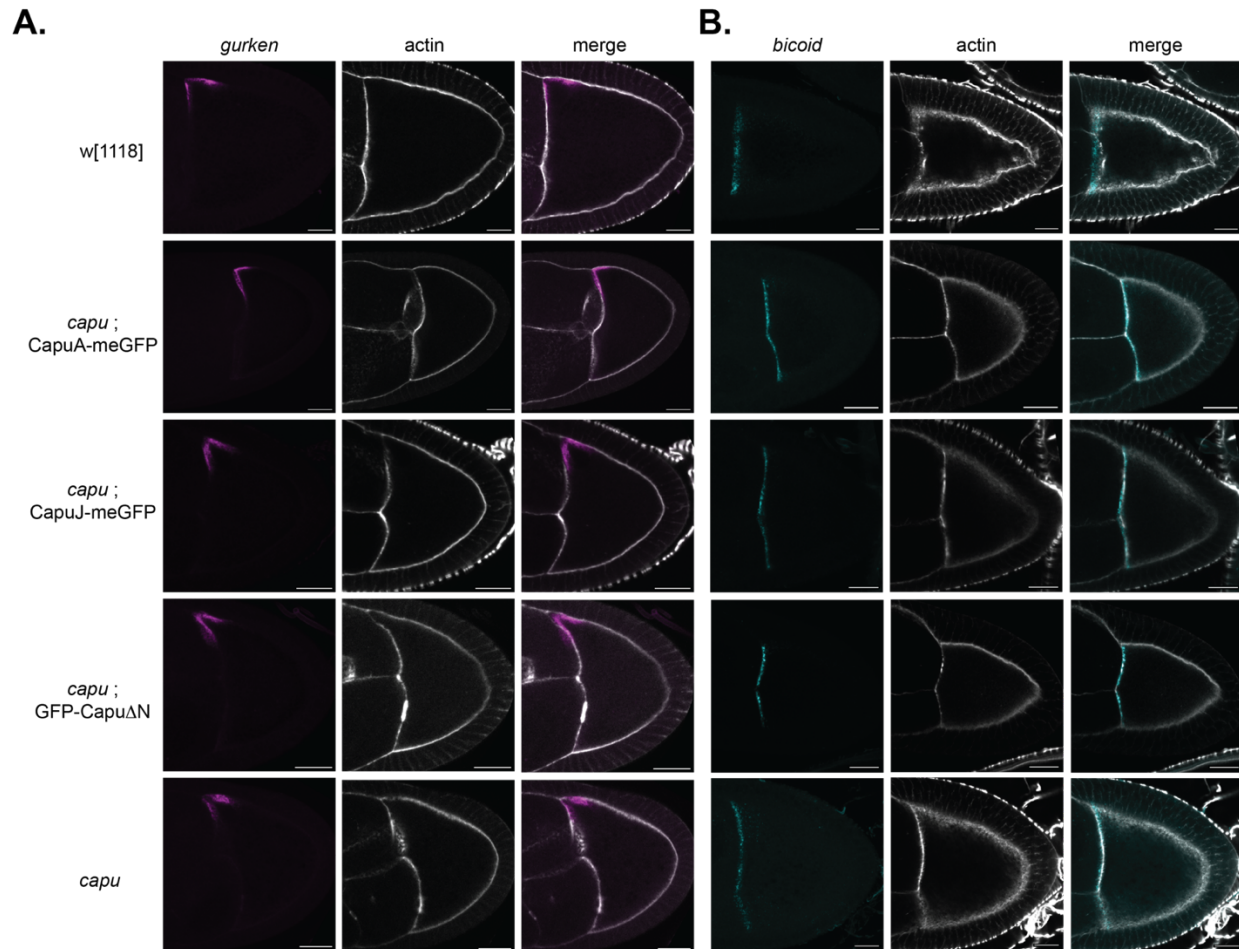 A.
B.
gurken actin merge
bicoid actin merge
w[1118]
capu ;
CapuA-meGFP
capu ;
CapuJ-meGFP
capu ;
GFP-CapuΔN
capu